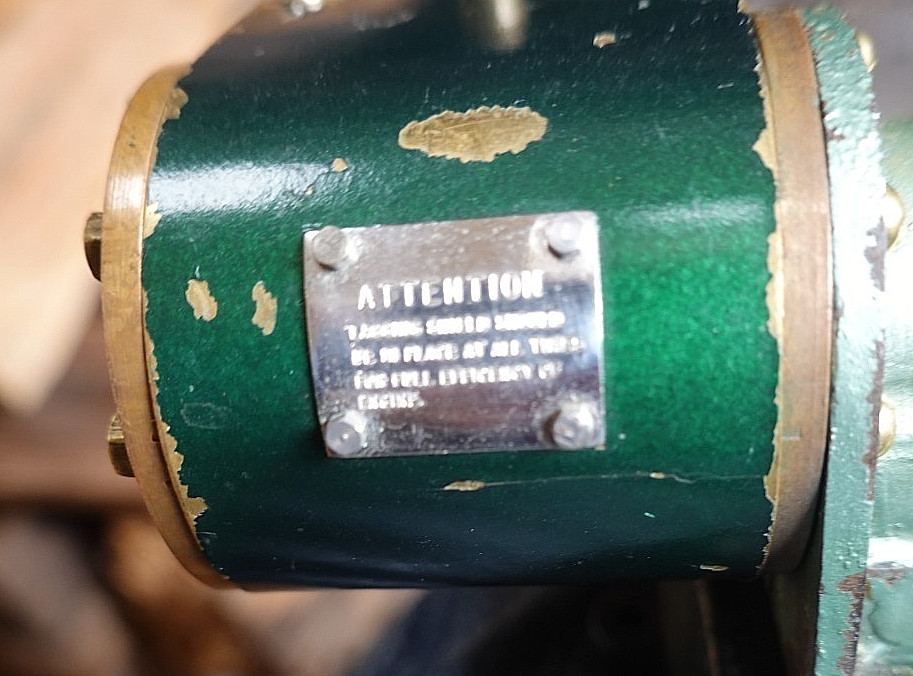 ATTENTION
LAGGING SHOULD
BE IN PLACE AT ALL TIMES
FOR FULL EFFICIENCY OF
ENGINE.